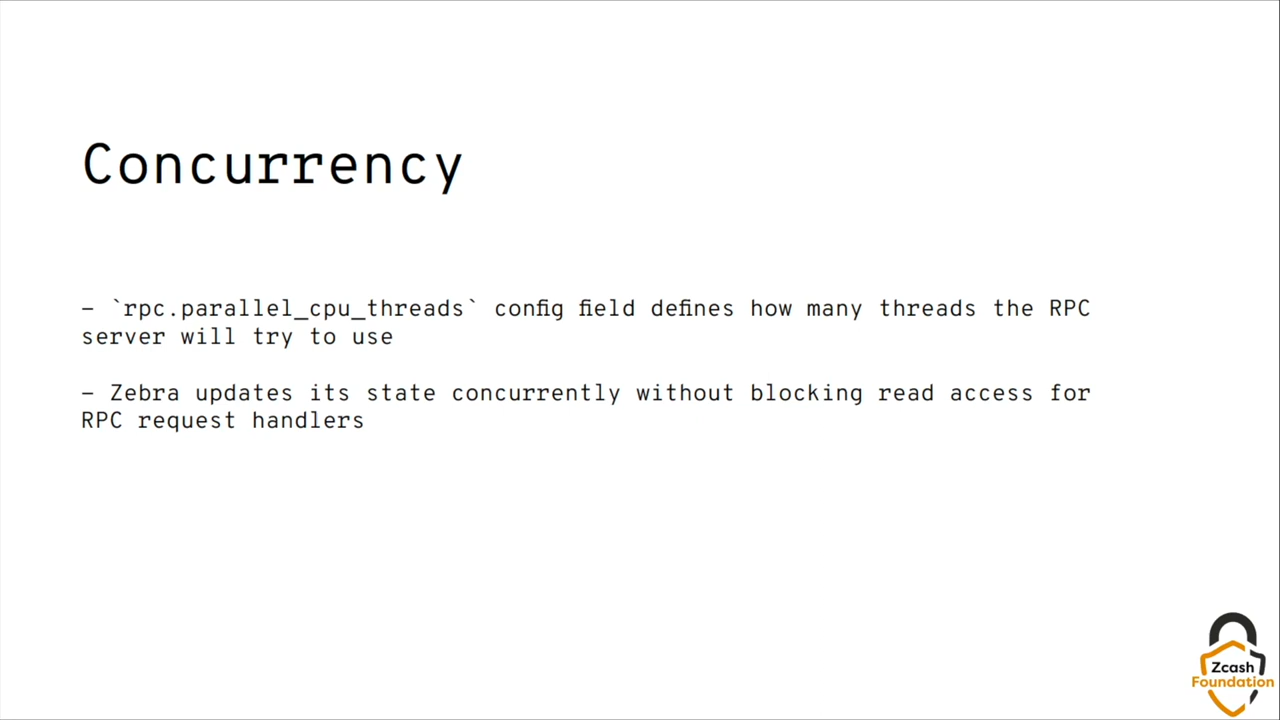 Concurrency
- `rpc.parallel_cpu_threads` config field defines how many threads the RPC
server will try to use
- Zebra updates its state concurrently without blocking read access for
RPC request handlers
Zcash
Foundation